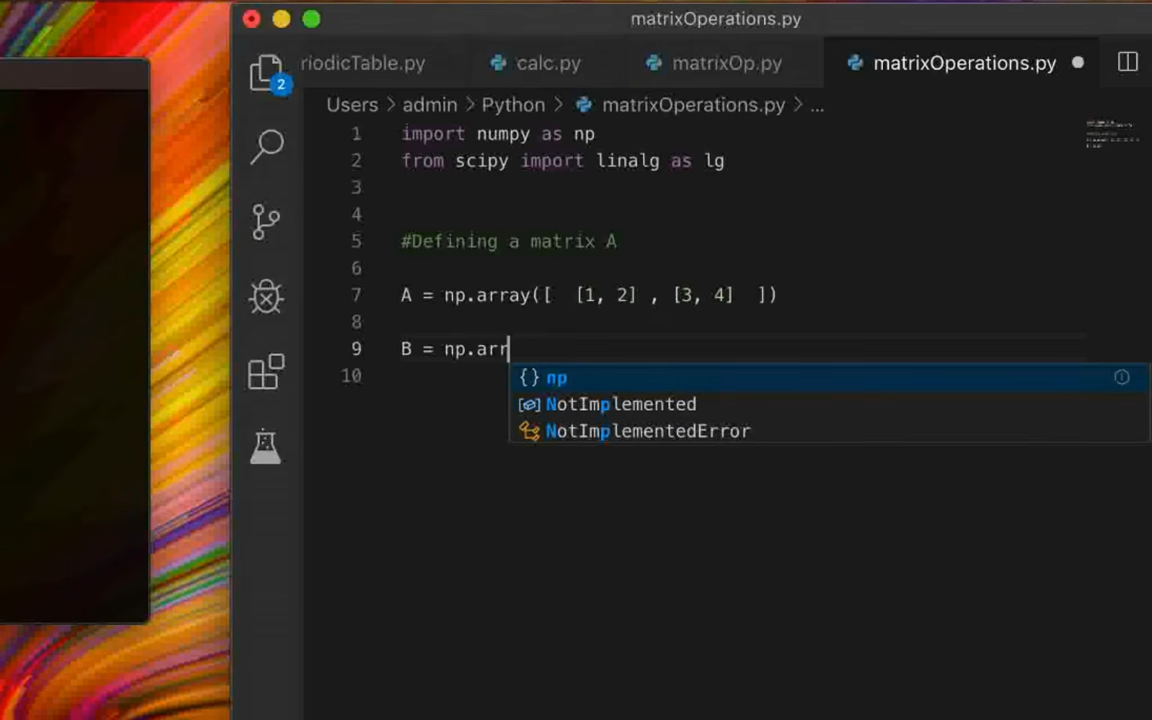 matrixOperations.py
riodicTable.py calc.py matrixOp.py matrixOperations.py
2
Users > admin > Python > matrixOperations.py > ...
1 import numpy as np
2 from scipy import linalg as lg
3
4
5 #Defining a matrix A
6
7 A = np.array([  [1, 2] , [3, 4]  ])
8
9 B = np.arr
10
{} np
NotImplemented
NotImplementedError